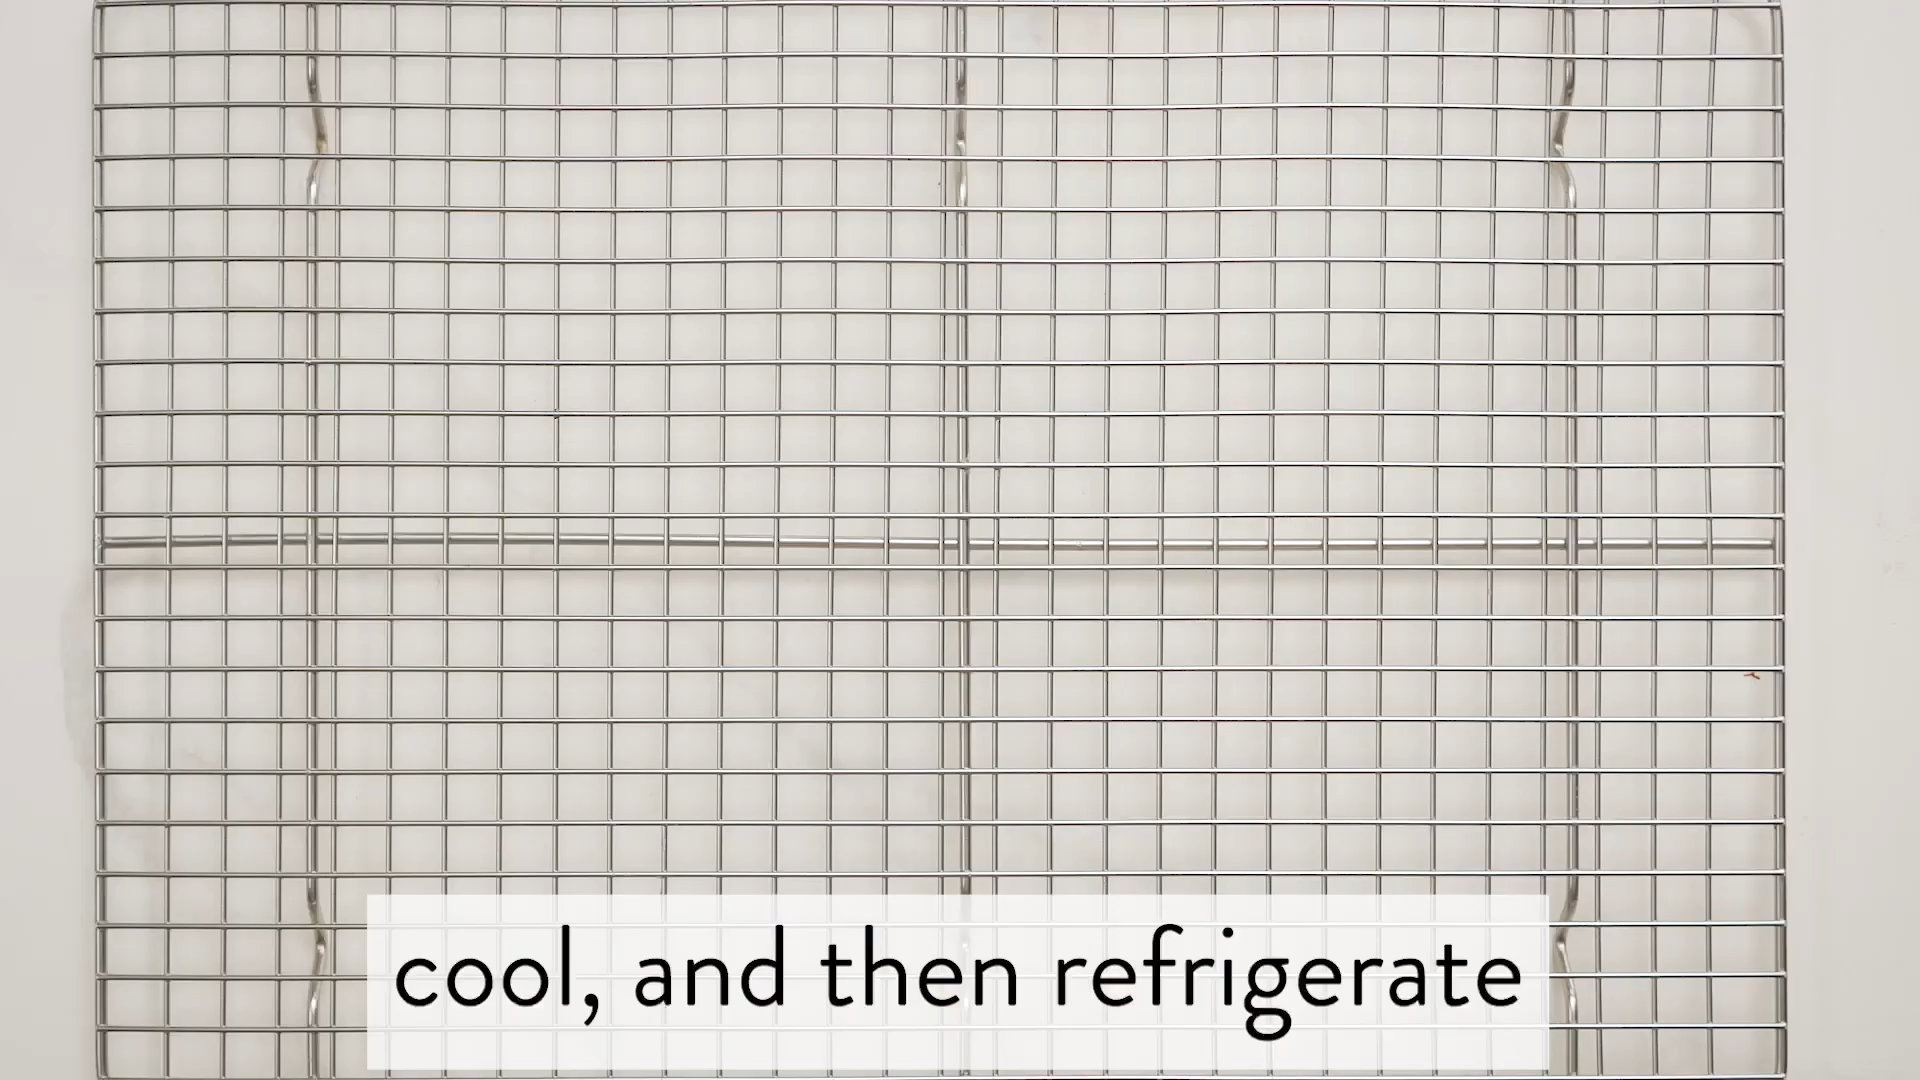 cool, and then refrigerate